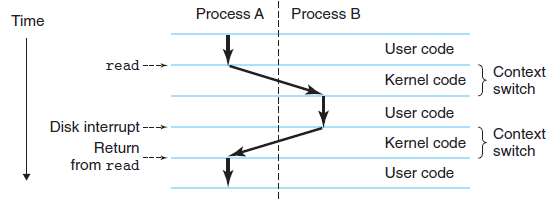 Process A Process B
Time
User code
read
Kernel code
Context
switch
User code
Disk interrupt
Kernel code
Context
switch
Return
from read
User code